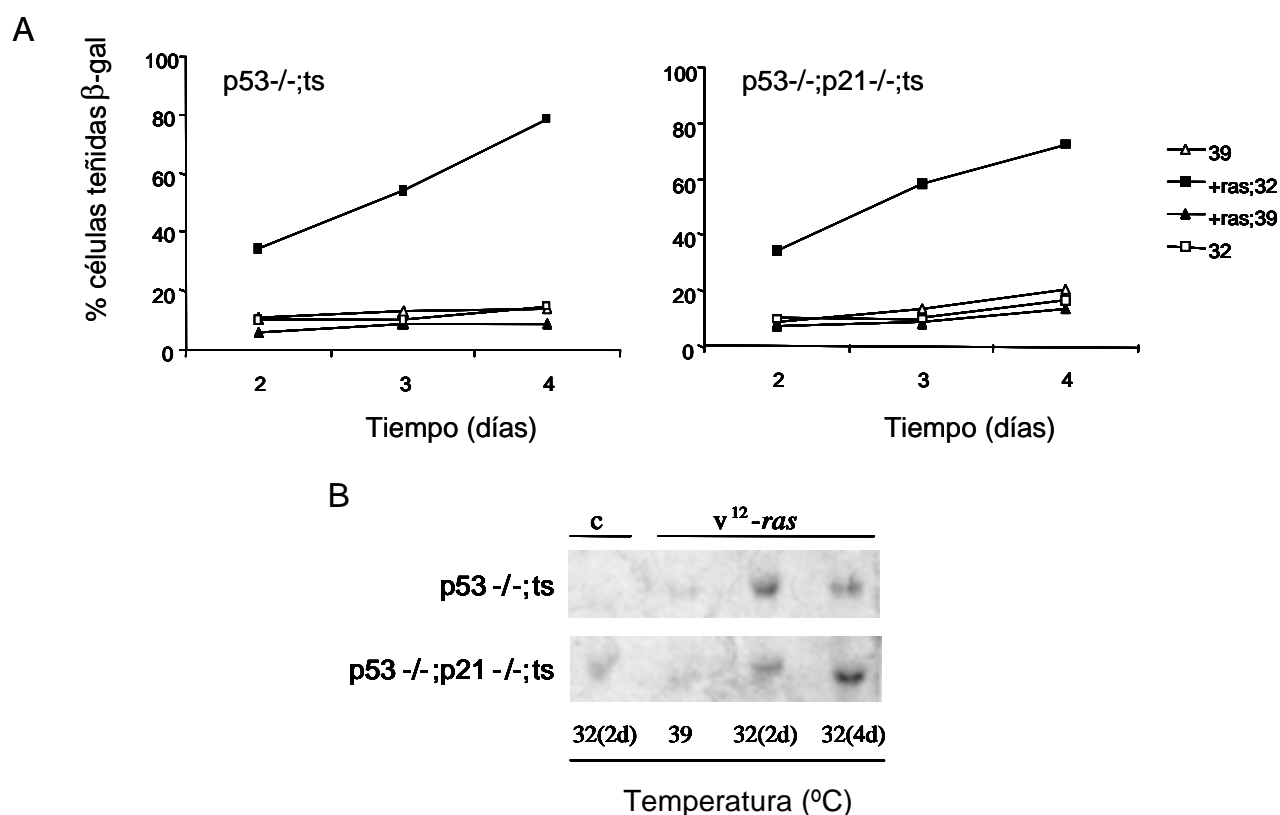 A
% células teñidas β-gal
100
80
60
40
20
0
p53-/-;ts
2 3 4
Tiempo (días)
100
80
60
40
20
0
p53-/-;p21-/-;ts
2 3 4
Tiempo (días)
39
+ras;32
+ras;39
32
B
c v12-ras
p53 -/-;ts
p53 -/-;p21 -/-;ts
32(2d) 39 32(2d) 32(4d)
Temperatura (ºC)